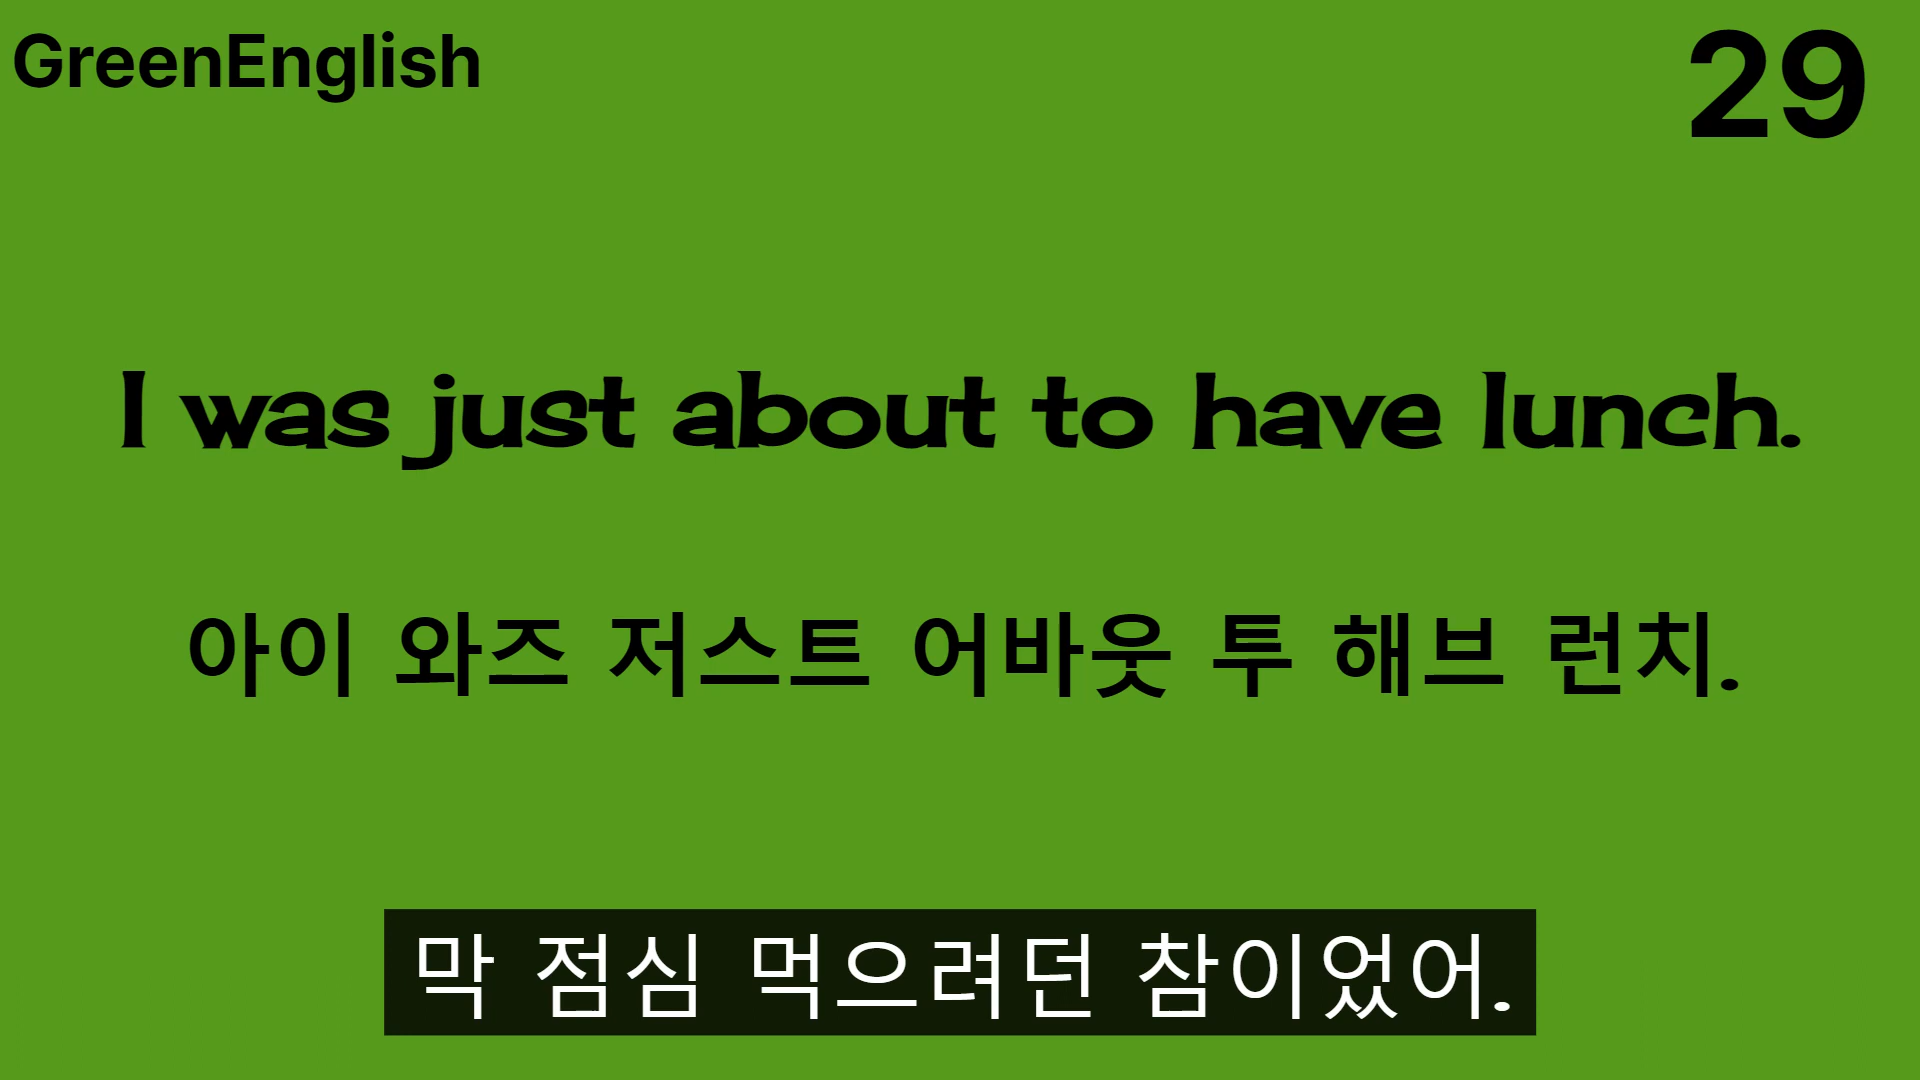 GreenEnglish
29
I was just about to have lunch.
아이 와즈 저스트 어바웃 투 해브 런치.
막 점심 먹으려던 참이었어.